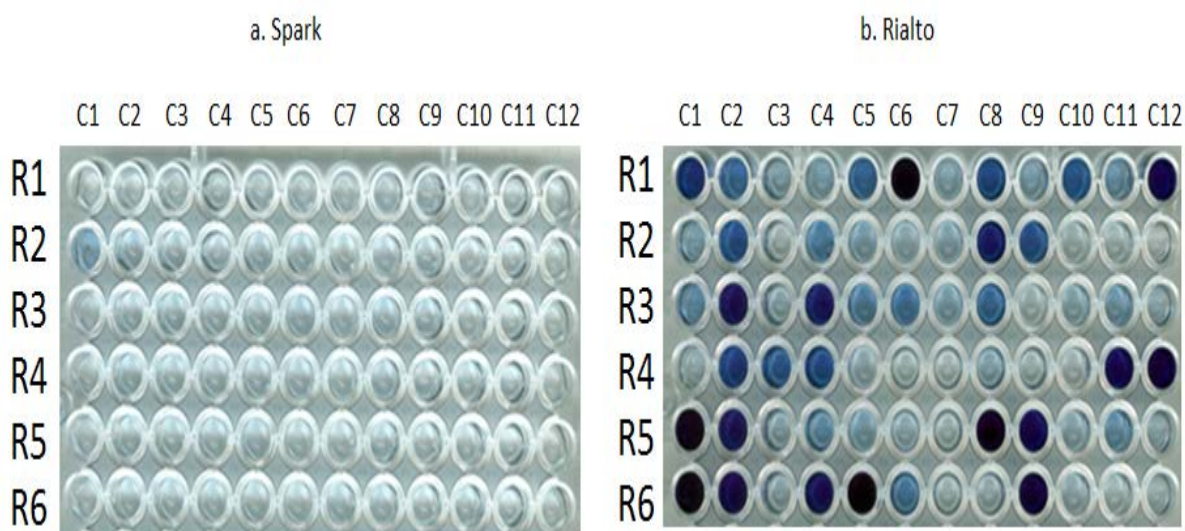 a. Spark
b. Rialto
C1 C2 C3 C4 C5 C6 C7 C8 C9 C10 C11 C12
C1 C2 C3 C4 C5 C6 C7 C8 C9 C10 C11 C12
R1
R2
R3
R4
R5
R6
R1
R2
R3
R4
R5
R6